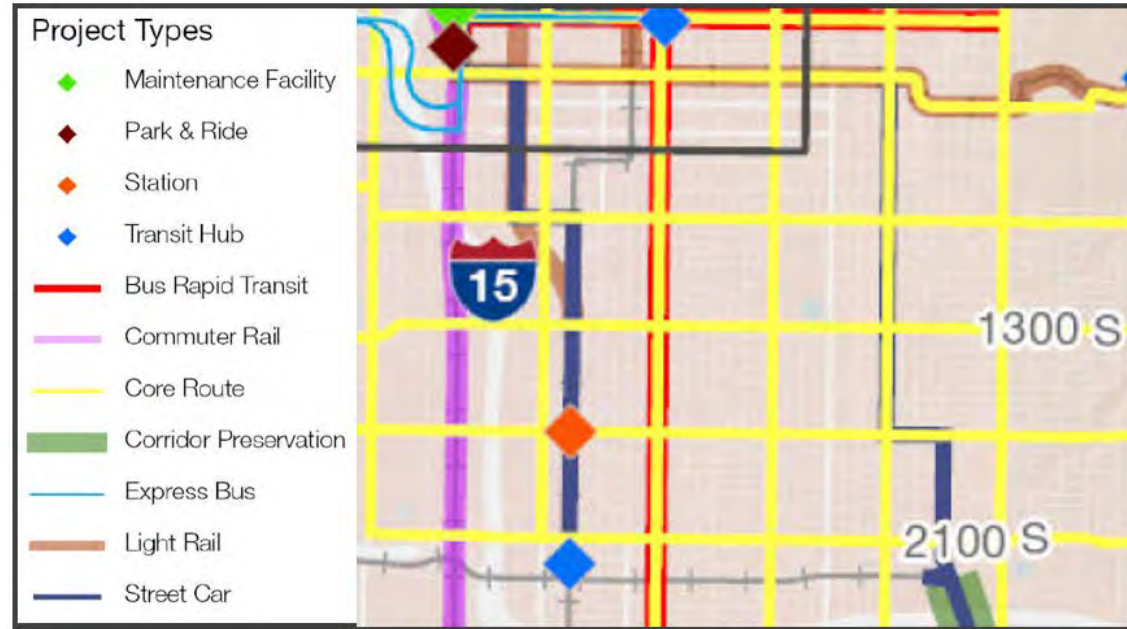 Project Types
Maintenance Facility
Park & Ride
Station
Transit Hub
Bus Rapid Transit
Commuter Rail
Core Route
Corridor Preservation
Express Bus
Light Rail
Street Car
15
1300 S
2100 S